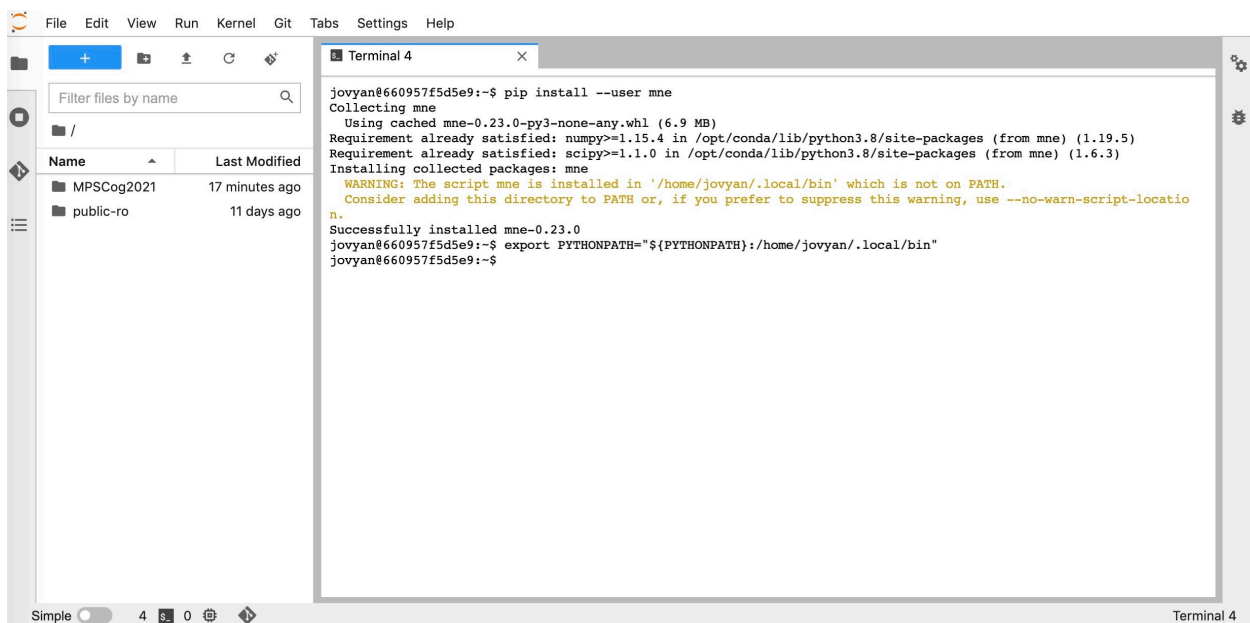 File Edit View Run Kernel Git Tabs Settings Help
+
Filter files by name
/
Name Last Modified
MPSCog2021 17 minutes ago
public-ro 11 days ago
Terminal 4
jovyan@660957f5d5e9:~$ pip install --user mne
Collecting mne
Using cached mne-0.23.0-py3-none-any.whl (6.9 MB)
Requirement already satisfied: numpy>=1.15.4 in /opt/conda/lib/python3.8/site-packages (from mne) (1.19.5)
Requirement already satisfied: scipy>=1.1.0 in /opt/conda/lib/python3.8/site-packages (from mne) (1.6.3)
Installing collected packages: mne
WARNING: The script mne is installed in '/home/jovyan/.local/bin' which is not on PATH.
Consider adding this directory to PATH or, if you prefer to suppress this warning, use --no-warn-script-locatio
n.
Successfully installed mne-0.23.0
jovyan@660957f5d5e9:~$ export PYTHONPATH="${PYTHONPATH}:/home/jovyan/.local/bin"
jovyan@660957f5d5e9:~$
Simple 4 0 Terminal 4